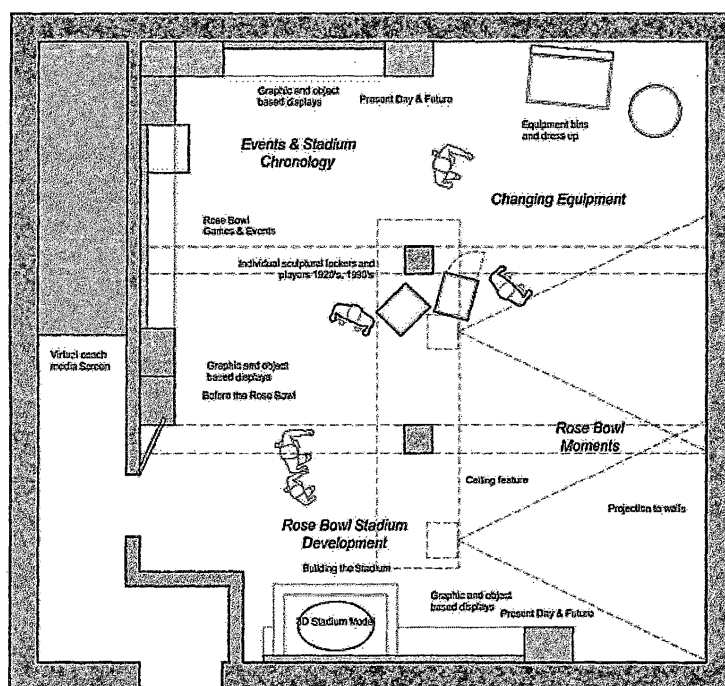 Graphic and object
based displays
Present Day & Future
Events & Stadium
Chronology
Equipment bins
and dress up
Changing Equipment
Rose Bowl
Games & Events
Individual sculptural lockers and
players 1920's, 1990's
Virtual coach
media Screen
Graphic and object
based displays
Before the Rose Bowl
Rose Bowl
Moments
Ceiling feature
Projection to walls
Rose Bowl Stadium
Development
Building the Stadium
Graphic and object
based displays
Present Day & Future
3D Stadium Model